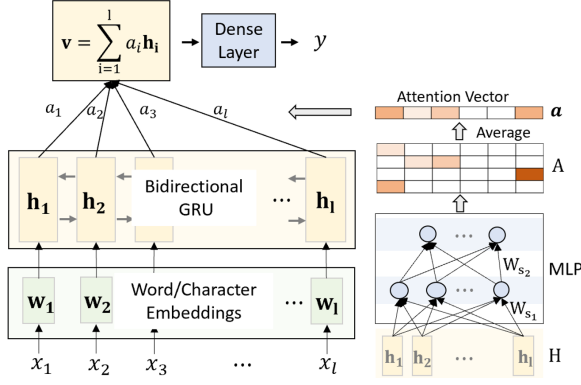 v = ∑ a_i h_i
l
i=1
Dense
Layer
y
a_1
a_2
a_3
a_l
Attention Vector
a
Average
A
h_1
h_2
Bidirectional
GRU
...
h_l
w_1
w_2
Word/Character
Embeddings
...
w_l
x_1
x_2
x_3
...
x_l
...
W_{s_2}
MLP
...
W_{s_1}
h_1
h_2
...
h_l
H